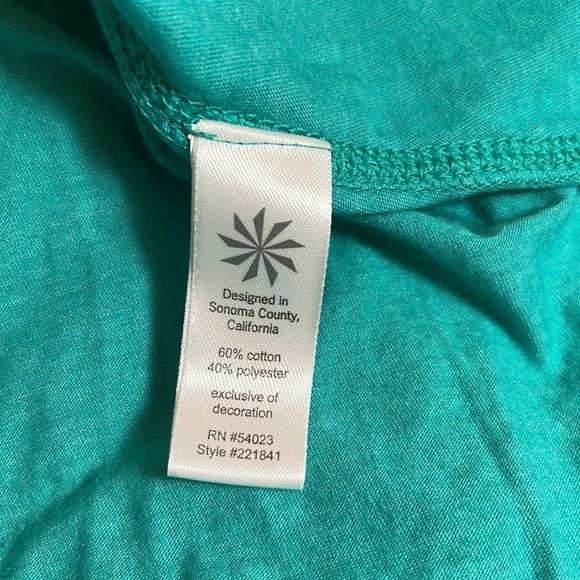 Designed in
Sonoma County,
California
60% cotton
40% polyester
exclusive of
decoration
RN #54023
Style #221841